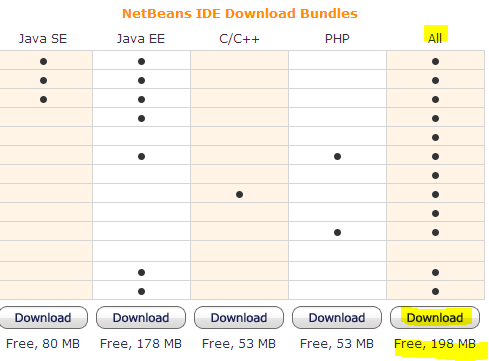 NetBeans IDE Download Bundles
Java SE Java EE C/C++ PHP All
Download Download Download Download Download
Free, 80 MB Free, 178 MB Free, 53 MB Free, 53 MB Free, 198 MB